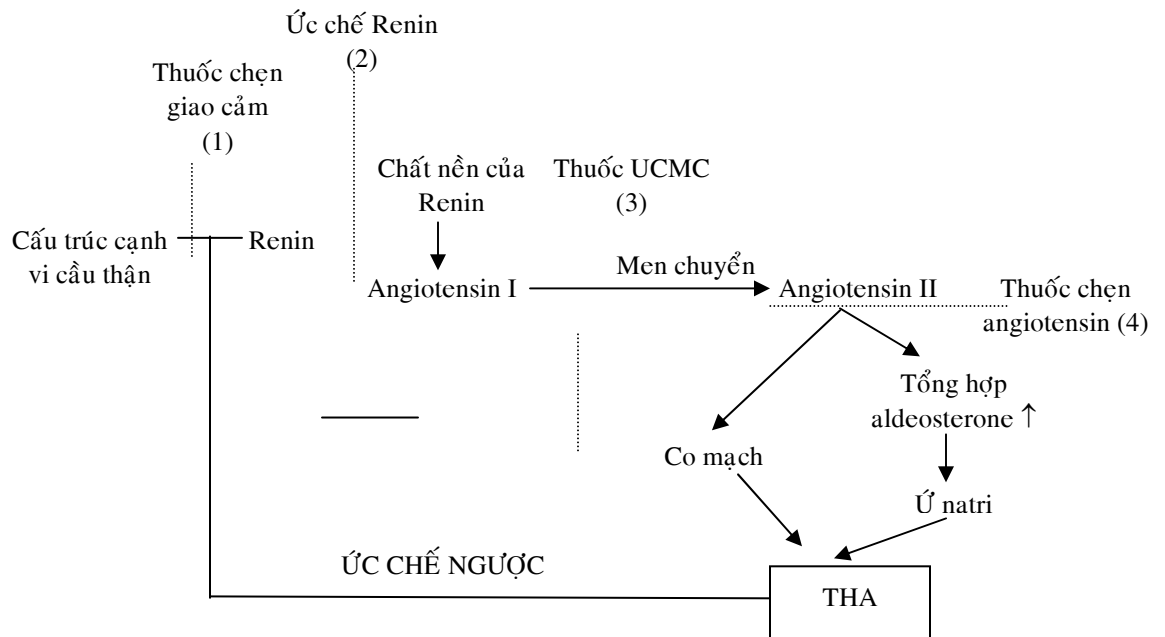 Ức chế Renin
(2)
Thuốc chẹn
giao cảm
(1)
Chất nền của
Renin
Thuốc UCMC
(3)
Cấu trúc cạnh
vi cầu thận
Renin
Angiotensin I
Men chuyển
Angiotensin II
Thuốc chẹn
angiotensin (4)
Tổng hợp
aldeosterone ↑
Co mạch
Ứ natri
ỨC CHẾ NGƯỢC
THA